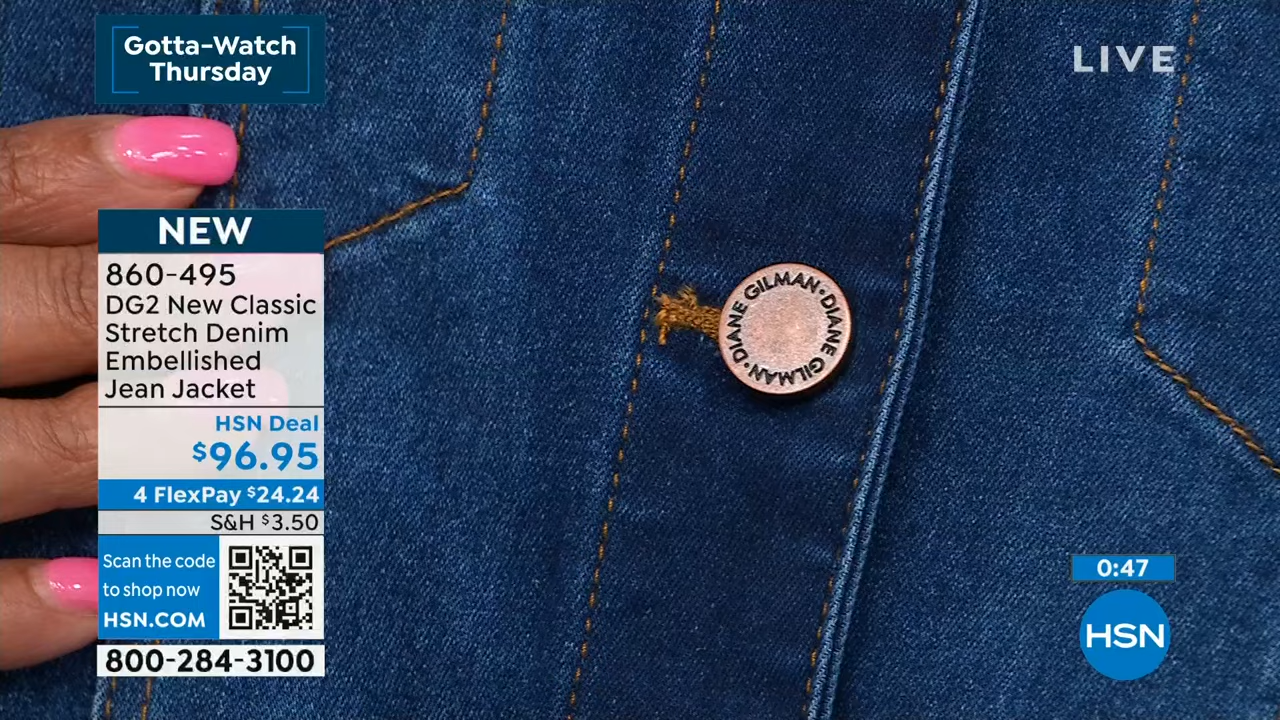 Gotta-Watch
Thursday
LIVE
NEW
860-495
DG2 New Classic
Stretch Denim
Embellished
Jean Jacket
HSN Deal
$96.95
4 FlexPay $24.24
S&H $3.50
Scan the code
to shop now
HSN.COM
800-284-3100
DIANE GILMAN • DIANE GILMAN •
0:47
HSN